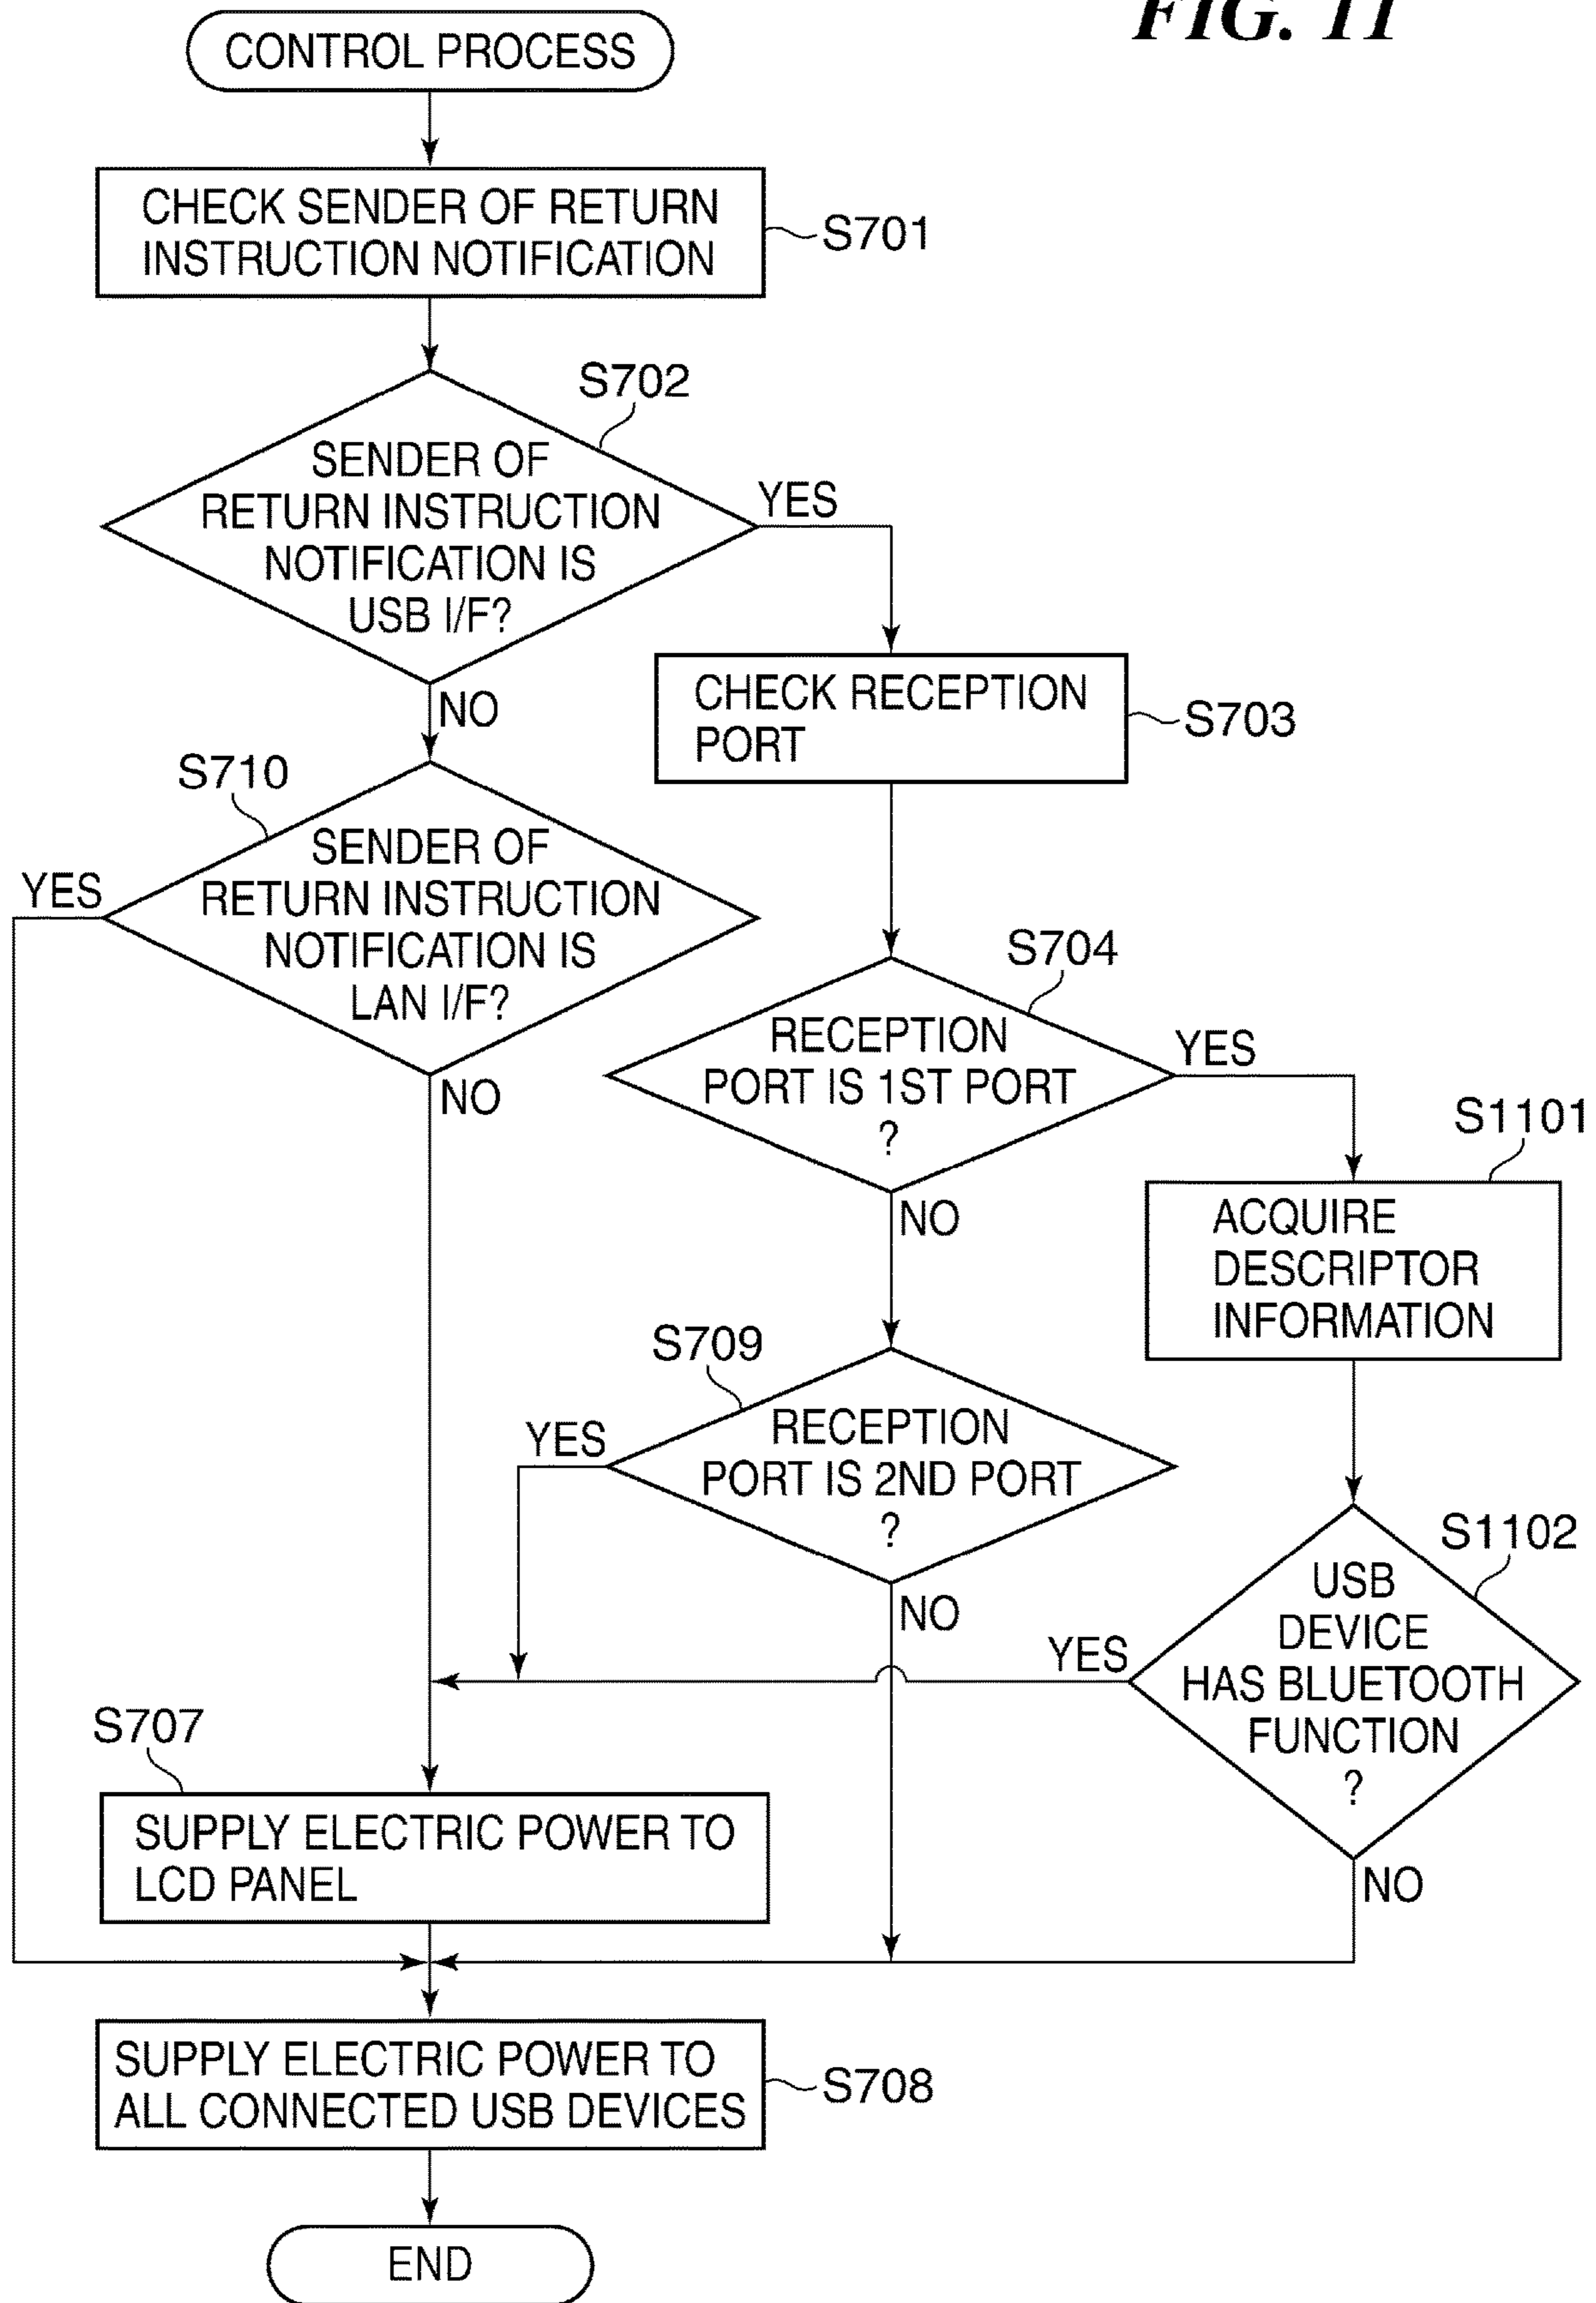 FIG. 11
CONTROL PROCESS
CHECK SENDER OF RETURN
INSTRUCTION NOTIFICATION
S701
S702
SENDER OF
RETURN INSTRUCTION
NOTIFICATION IS
USB I/F?
YES
NO
CHECK RECEPTION
PORT
S703
S710
SENDER OF
RETURN INSTRUCTION
NOTIFICATION IS
LAN I/F?
YES
NO
S704
RECEPTION
PORT IS 1ST PORT
?
YES
NO
S1101
ACQUIRE
DESCRIPTOR
INFORMATION
S709
RECEPTION
PORT IS 2ND PORT
?
YES
NO
S1102
USB
DEVICE
HAS BLUETOOTH
FUNCTION
?
YES
NO
S707
SUPPLY ELECTRIC POWER TO
LCD PANEL
SUPPLY ELECTRIC POWER TO
ALL CONNECTED USB DEVICES
S708
END